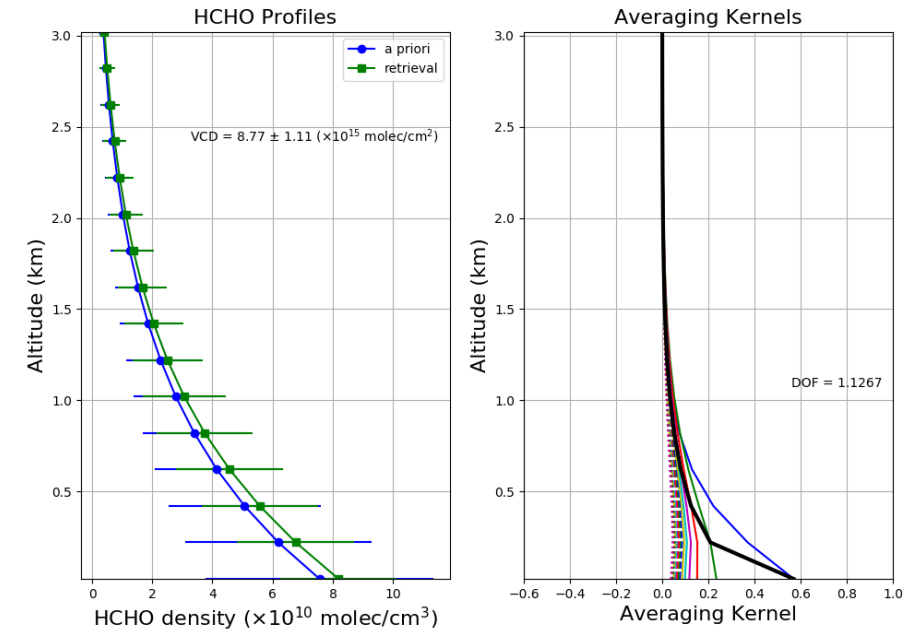 HCHO Profiles
a priori
retrieval
VCD = 8.77 ± 1.11 (×10¹⁵ molec/cm²)
3.0
2.5
2.0
1.5
1.0
0.5
Altitude (km)
0
2
4
6
8
10
HCHO density (×10¹⁰ molec/cm³)
Averaging Kernels
DOF = 1.1267
3.0
2.5
2.0
1.5
1.0
0.5
Altitude (km)
−0.6
−0.4
−0.2
0.0
0.2
0.4
0.6
0.8
1.0
Averaging Kernel